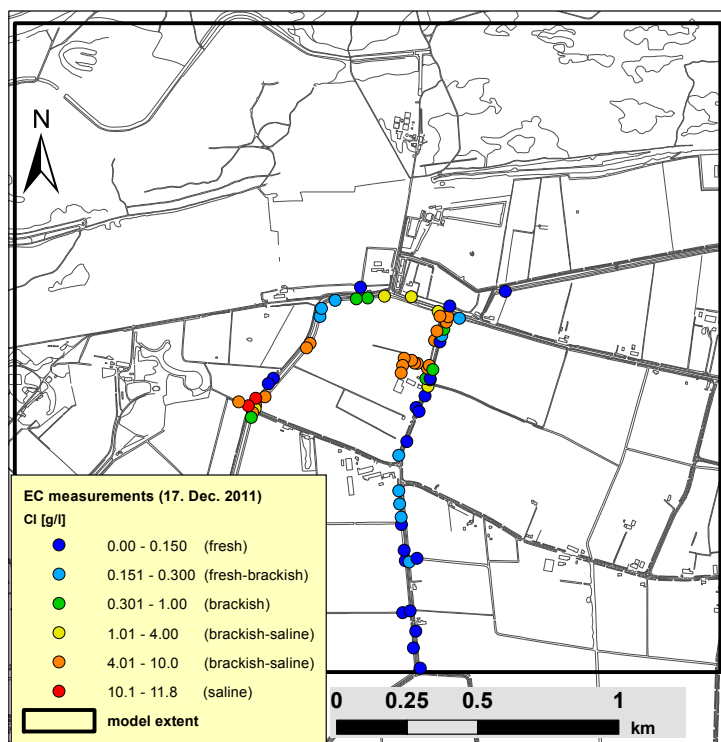 N
EC measurements (17. Dec. 2011)
Cl [g/l]
0.00 - 0.150 (fresh)
0.151 - 0.300 (fresh-brackish)
0.301 - 1.00 (brackish)
1.01 - 4.00 (brackish-saline)
4.01 - 10.0 (brackish-saline)
10.1 - 11.8 (saline)
model extent
0 0.25 0.5 1
km